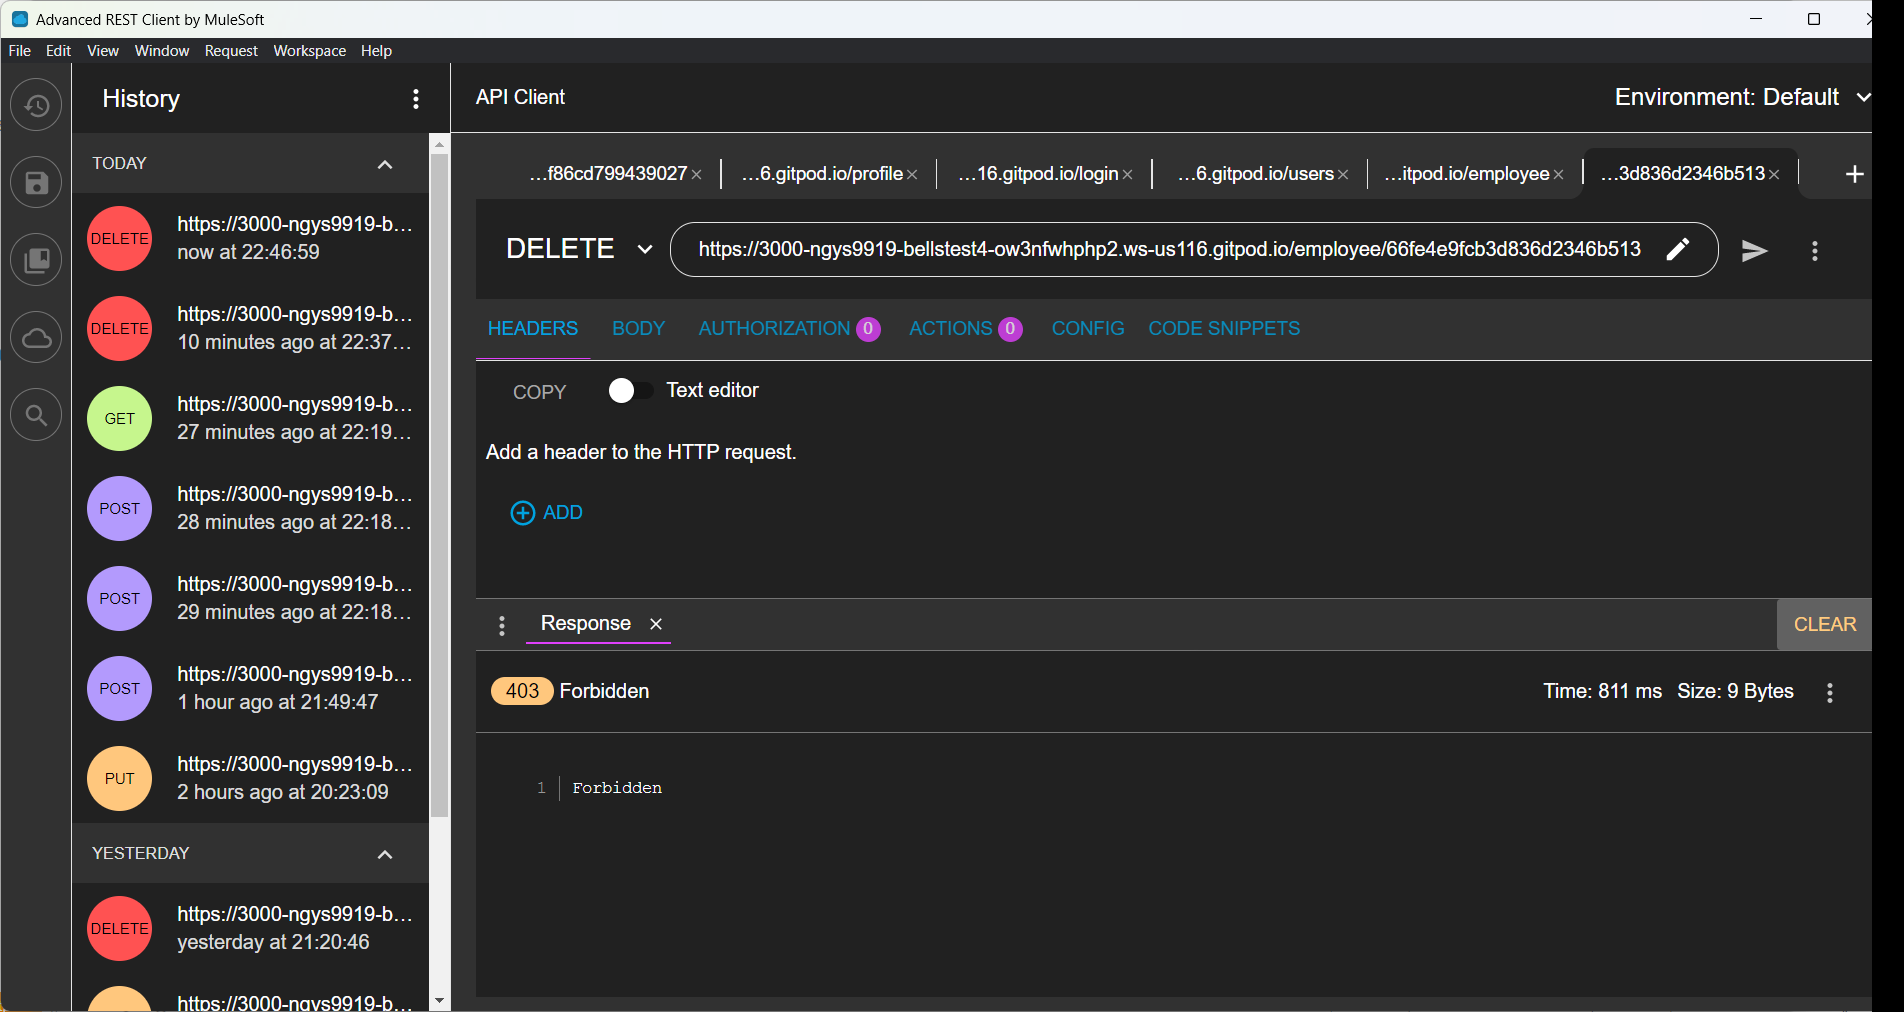 Advanced REST Client by MuleSoft
File Edit View Window Request Workspace Help
History
API Client
Environment: Default
TODAY
DELETE
https://3000-ngys9919-b...
now at 22:46:59
DELETE
https://3000-ngys9919-b...
10 minutes ago at 22:37...
GET
https://3000-ngys9919-b...
27 minutes ago at 22:19...
POST
https://3000-ngys9919-b...
28 minutes ago at 22:18...
POST
https://3000-ngys9919-b...
29 minutes ago at 22:18...
POST
https://3000-ngys9919-b...
1 hour ago at 21:49:47
PUT
https://3000-ngys9919-b...
2 hours ago at 20:23:09
YESTERDAY
DELETE
https://3000-ngys9919-b...
yesterday at 21:20:46
https://3000-ngys9919-b...
...f86cd799439027 ...6.gitpod.io/profile ...16.gitpod.io/login ...6.gitpod.io/users ...itpod.io/employee ...3d836d2346b513
DELETE https://3000-ngys9919-bellstest4-ow3nfwhphp2.ws-us116.gitpod.io/employee/66fe4e9fcb3d836d2346b513
HEADERS BODY AUTHORIZATION 0 ACTIONS 0 CONFIG CODE SNIPPETS
COPY Text editor
Add a header to the HTTP request.
ADD
Response CLEAR
403 Forbidden Time: 811 ms Size: 9 Bytes
1 Forbidden